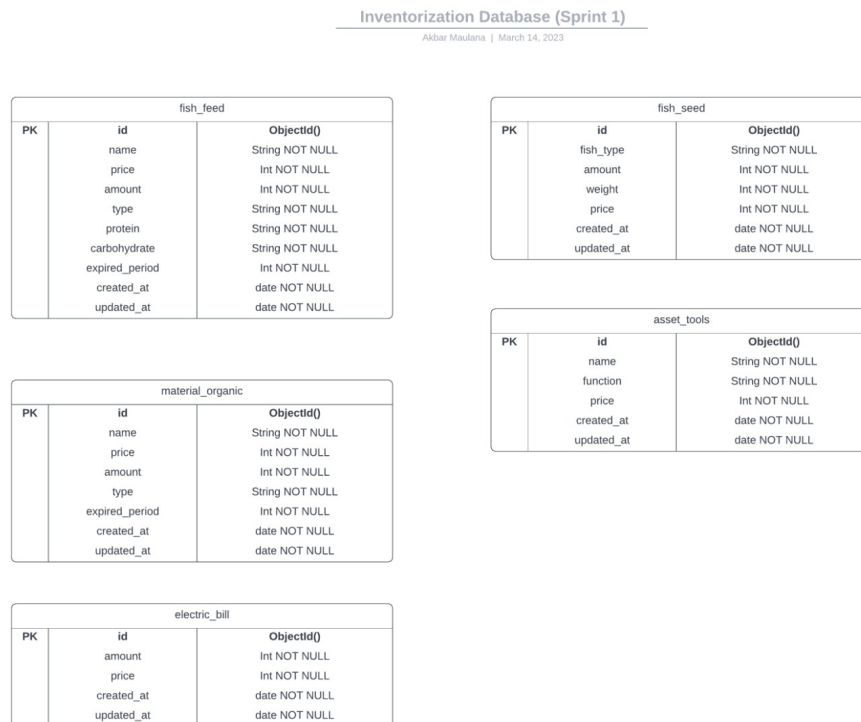 Inventorization Database (Sprint 1)
Akbar Maulana | March 14, 2023
fish_feed
PK id ObjectId()
name String NOT NULL
price Int NOT NULL
amount Int NOT NULL
type String NOT NULL
protein String NOT NULL
carbohydrate String NOT NULL
expired_period Int NOT NULL
created_at date NOT NULL
updated_at date NOT NULL
material_organic
PK id ObjectId()
name String NOT NULL
price Int NOT NULL
amount Int NOT NULL
type String NOT NULL
expired_period Int NOT NULL
created_at date NOT NULL
updated_at date NOT NULL
electric_bill
PK id ObjectId()
amount Int NOT NULL
price Int NOT NULL
created_at date NOT NULL
updated_at date NOT NULL
fish_seed
PK id ObjectId()
fish_type String NOT NULL
amount Int NOT NULL
weight Int NOT NULL
price Int NOT NULL
created_at date NOT NULL
updated_at date NOT NULL
asset_tools
PK id ObjectId()
name String NOT NULL
function String NOT NULL
price Int NOT NULL
created_at date NOT NULL
updated_at date NOT NULL